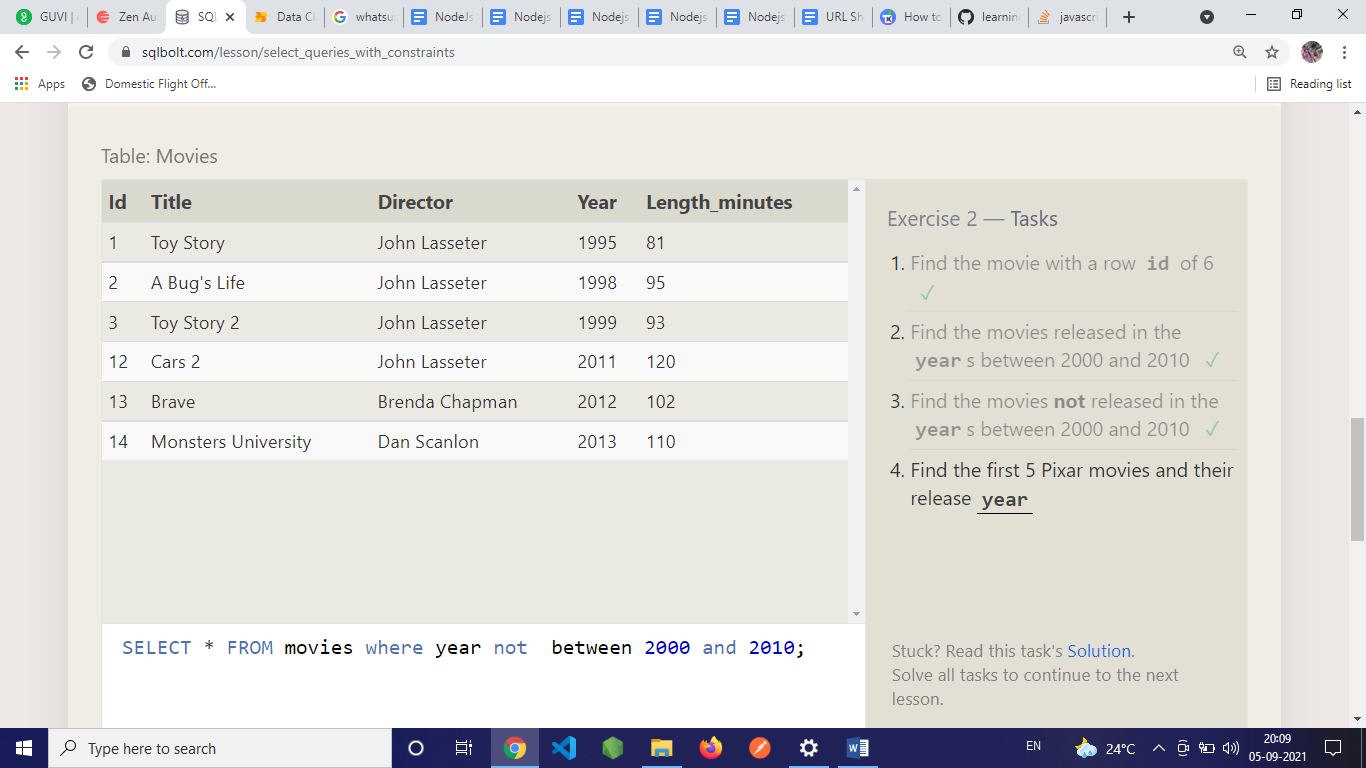 GUVI | c
Zen Au
SQL
Data Cl
whatsu
NodeJs
Nodejs
Nodejs
Nodejs
Nodejs
URL Sh
How to
learnin
javascri
sqlbolt.com/lesson/select_queries_with_constraints
Apps
Domestic Flight Off...
Reading list
Table: Movies
Id Title Director Year Length_minutes
1 Toy Story John Lasseter 1995 81
2 A Bug's Life John Lasseter 1998 95
3 Toy Story 2 John Lasseter 1999 93
12 Cars 2 John Lasseter 2011 120
13 Brave Brenda Chapman 2012 102
14 Monsters University Dan Scanlon 2013 110
SELECT * FROM movies where year not  between 2000 and 2010;
Exercise 2 — Tasks
1. Find the movie with a row id of 6
✓
2. Find the movies released in the
year s between 2000 and 2010 ✓
3. Find the movies not released in the
year s between 2000 and 2010 ✓
4. Find the first 5 Pixar movies and their
release year
Stuck? Read this task's Solution.
Solve all tasks to continue to the next
lesson.
Type here to search
EN
24°C
20:09
05-09-2021